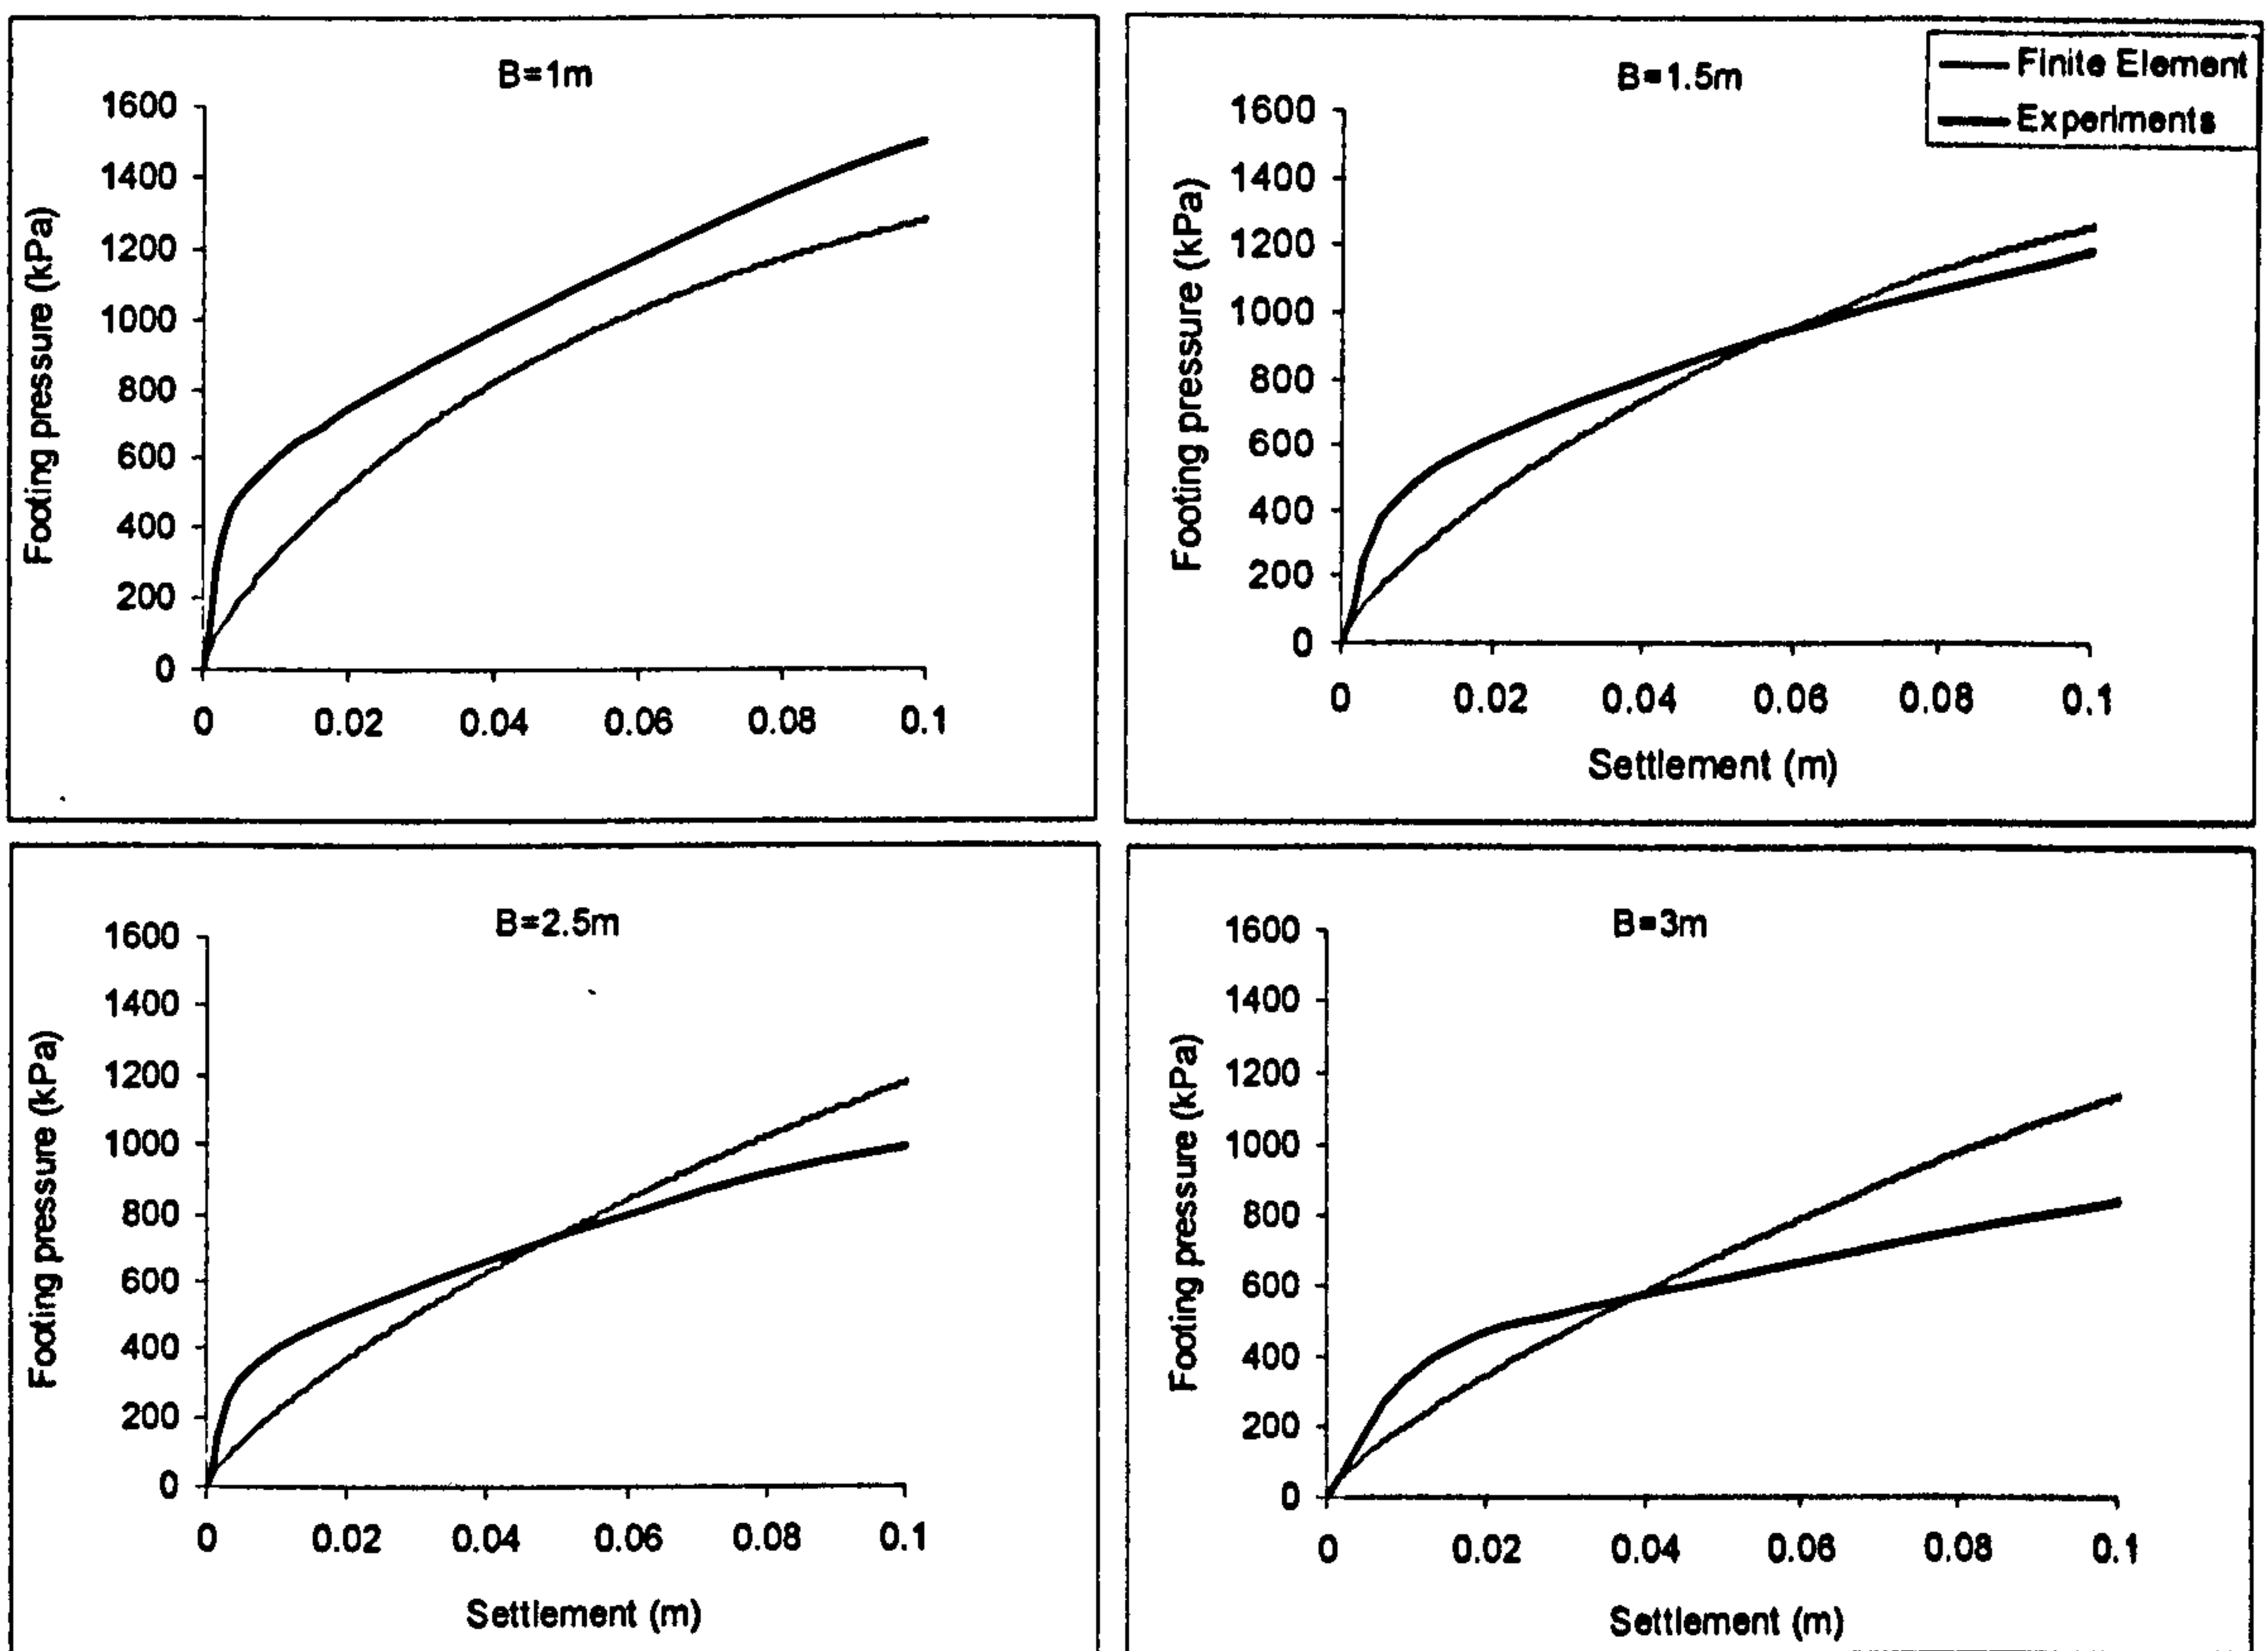 B=1m
Footing pressure (kPa)
1600
1400
1200
1000
800
600
400
200
0
0 0.02 0.04 0.06 0.08 0.1
B=1.5m
Finite Element
Experiments
Footing pressure (kPa)
1600
1400
1200
1000
800
600
400
200
0
0 0.02 0.04 0.06 0.08 0.1
Settlement (m)
B=2.5m
Footing pressure (kPa)
1600
1400
1200
1000
800
600
400
200
0
0 0.02 0.04 0.06 0.08 0.1
Settlement (m)
B=3m
Footing pressure (kPa)
1600
1400
1200
1000
800
600
400
200
0
0 0.02 0.04 0.06 0.08 0.1
Settlement (m)